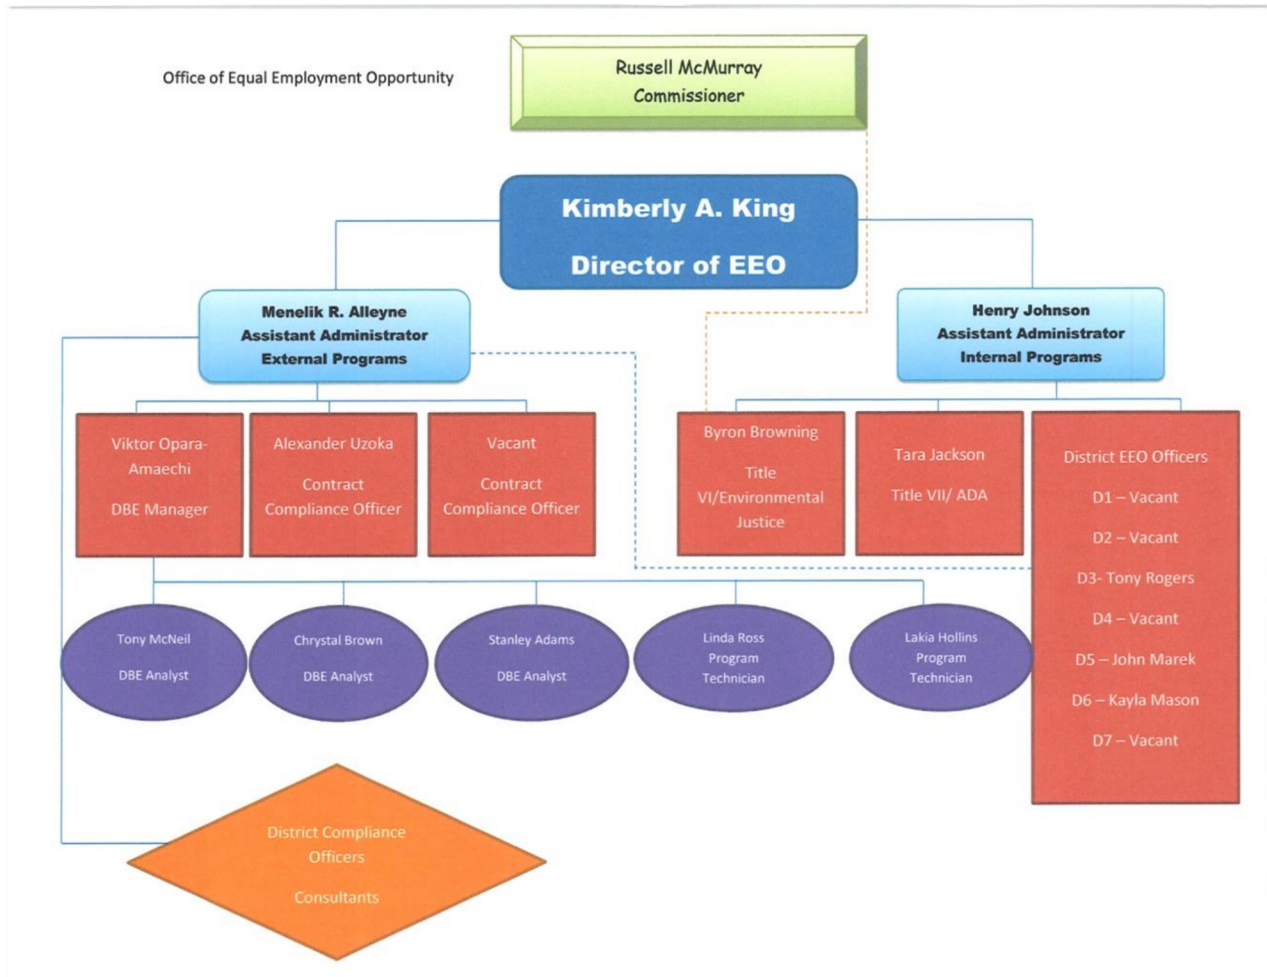 Office of Equal Employment Opportunity
Russell McMurray
Commissioner
Kimberly A. King
Director of EEO
Menelik R. Alleyne
Assistant Administrator
External Programs
Henry Johnson
Assistant Administrator
Internal Programs
Viktor Opara-
Amaechi
DBE Manager
Alexander Uzoka
Contract
Compliance Officer
Vacant
Contract
Compliance Officer
Byron Browning
Title
VI/Environmental
Justice
Tara Jackson
Title VII/ ADA
District EEO Officers
D1 – Vacant
D2 – Vacant
D3- Tony Rogers
D4 – Vacant
D5 – John Marek
D6 – Kayla Mason
D7 – Vacant
Tony McNeil
DBE Analyst
Chrystal Brown
DBE Analyst
Stanley Adams
DBE Analyst
Linda Ross
Program
Technician
Lakia Hollins
Program
Technician
District Compliance
Officers
Consultants